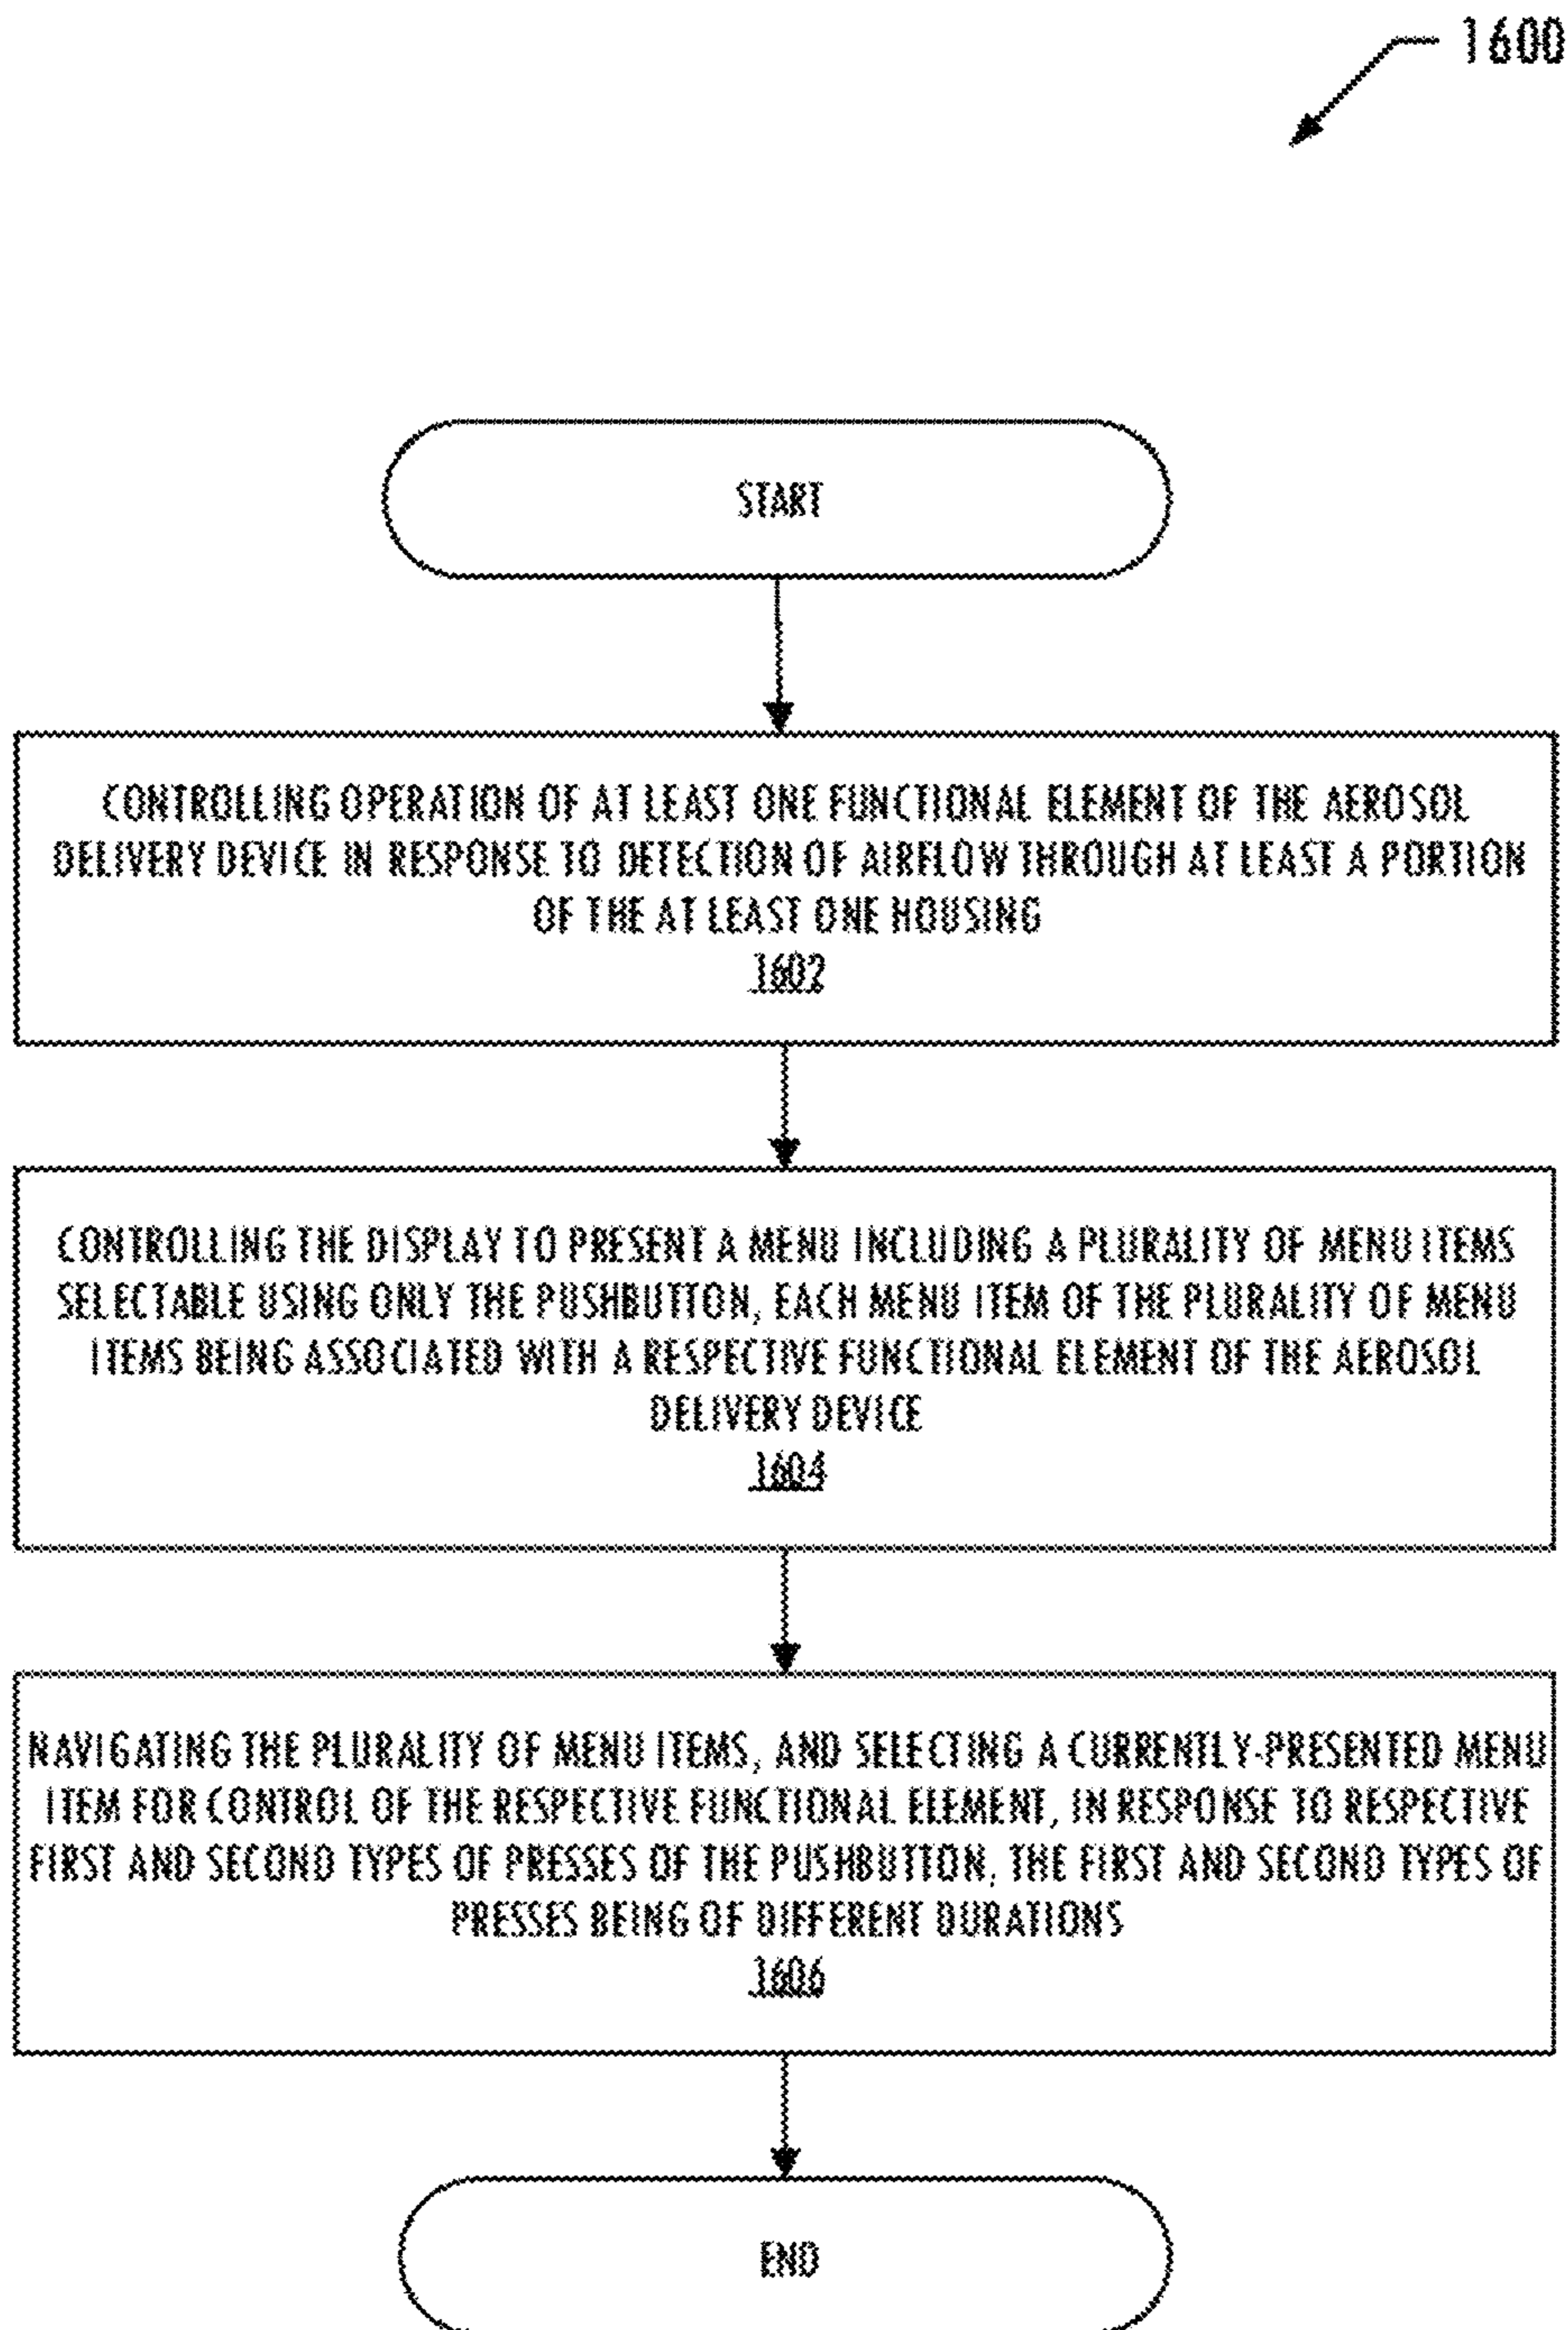 1600
START
CONTROLLING OPERATION OF AT LEAST ONE FUNCTIONAL ELEMENT OF THE AEROSOL
DELIVERY DEVICE IN RESPONSE TO DETECTION OF AIRFLOW THROUGH AT LEAST A PORTION
OF THE AT LEAST ONE HOUSING
1602
CONTROLLING THE DISPLAY TO PRESENT A MENU INCLUDING A PLURALITY OF MENU ITEMS
SELECTABLE USING ONLY THE PUSHBUTTON, EACH MENU ITEM OF THE PLURALITY OF MENU
ITEMS BEING ASSOCIATED WITH A RESPECTIVE FUNCTIONAL ELEMENT OF THE AEROSOL
DELIVERY DEVICE
1604
NAVIGATING THE PLURALITY OF MENU ITEMS, AND SELECTING A CURRENTLY-PRESENTED MENU
ITEM FOR CONTROL OF THE RESPECTIVE FUNCTIONAL ELEMENT, IN RESPONSE TO RESPECTIVE
FIRST AND SECOND TYPES OF PRESSES OF THE PUSHBUTTON, THE FIRST AND SECOND TYPES OF
PRESSES BEING OF DIFFERENT DURATIONS
1606
END